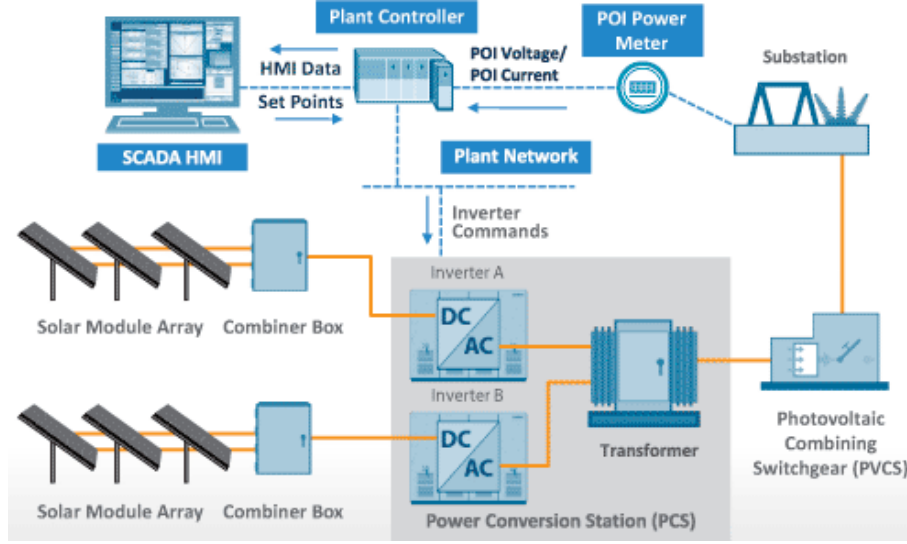 Plant Controller
POI Power
Meter
HMI Data
Set Points
POI Voltage/
POI Current
Substation
SCADA HMI
Plant Network
Inverter
Commands
Inverter A
DC
AC
Solar Module Array
Combiner Box
Inverter B
DC
AC
Transformer
Photovoltaic
Combining
Switchgear (PVCS)
Solar Module Array
Combiner Box
Power Conversion Station (PCS)